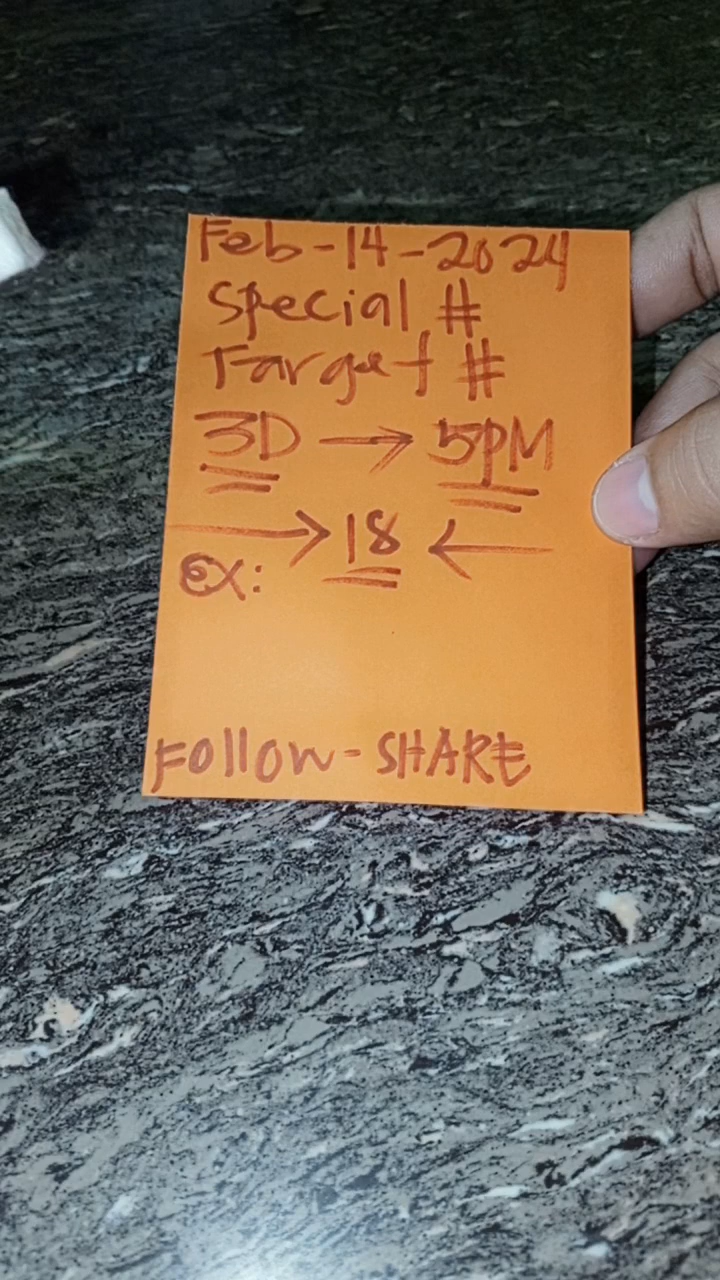 Feb-14-2024
Special #
Target #
3D → 5PM
→ 18 ←
ex:
Follow-SHARE